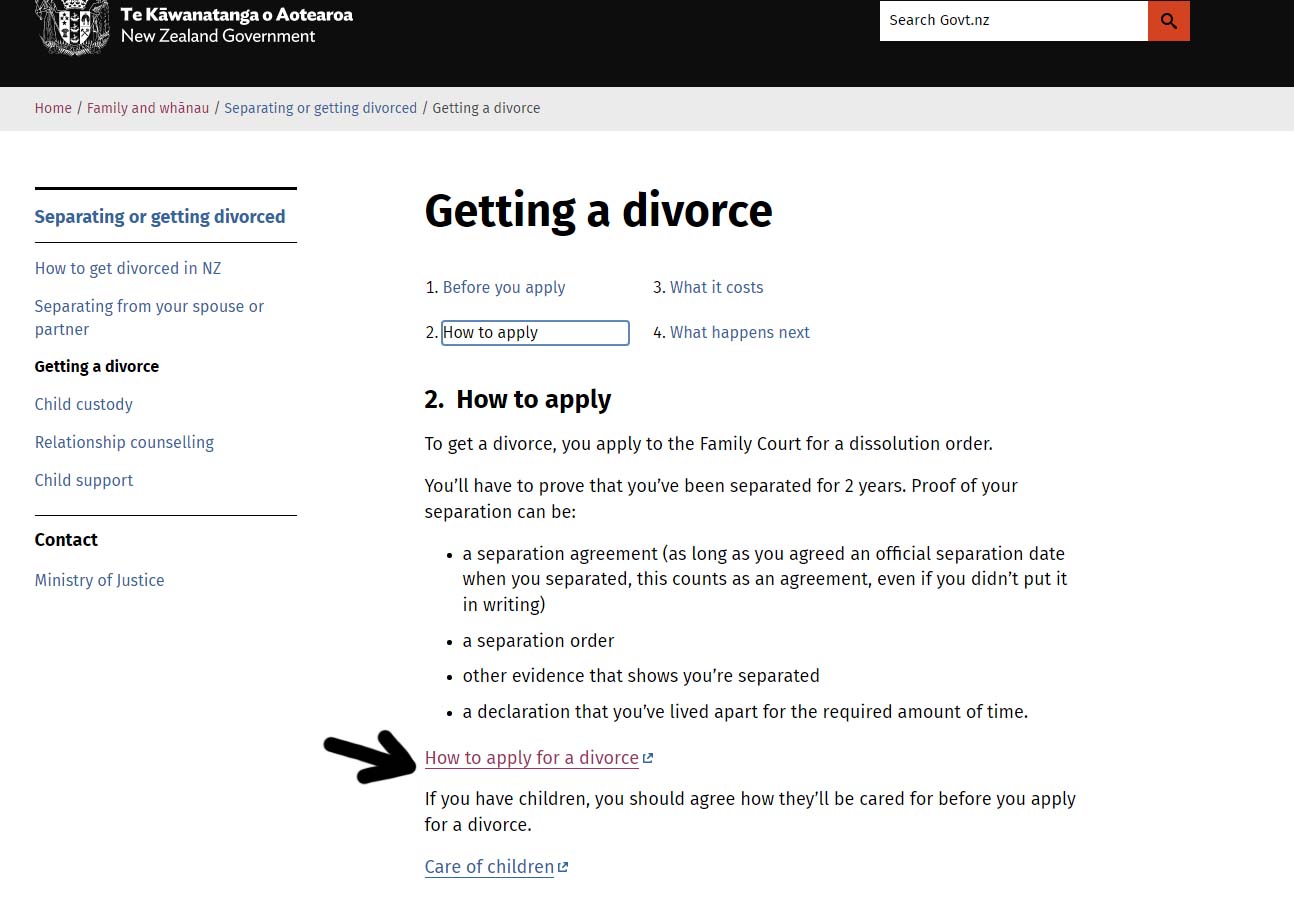 Te Kāwanatanga o Aotearoa
New Zealand Government
Search Govt.nz
Home / Family and whānau / Separating or getting divorced / Getting a divorce
Separating or getting divorced
How to get divorced in NZ
Separating from your spouse or
partner
Getting a divorce
Child custody
Relationship counselling
Child support
Contact
Ministry of Justice
Getting a divorce
1. Before you apply
2. How to apply
3. What it costs
4. What happens next
2. How to apply
To get a divorce, you apply to the Family Court for a dissolution order.
You’ll have to prove that you’ve been separated for 2 years. Proof of your
separation can be:
• a separation agreement (as long as you agreed an official separation date
when you separated, this counts as an agreement, even if you didn’t put it
in writing)
• a separation order
• other evidence that shows you’re separated
• a declaration that you’ve lived apart for the required amount of time.
How to apply for a divorce
If you have children, you should agree how they’ll be cared for before you apply
for a divorce.
Care of children